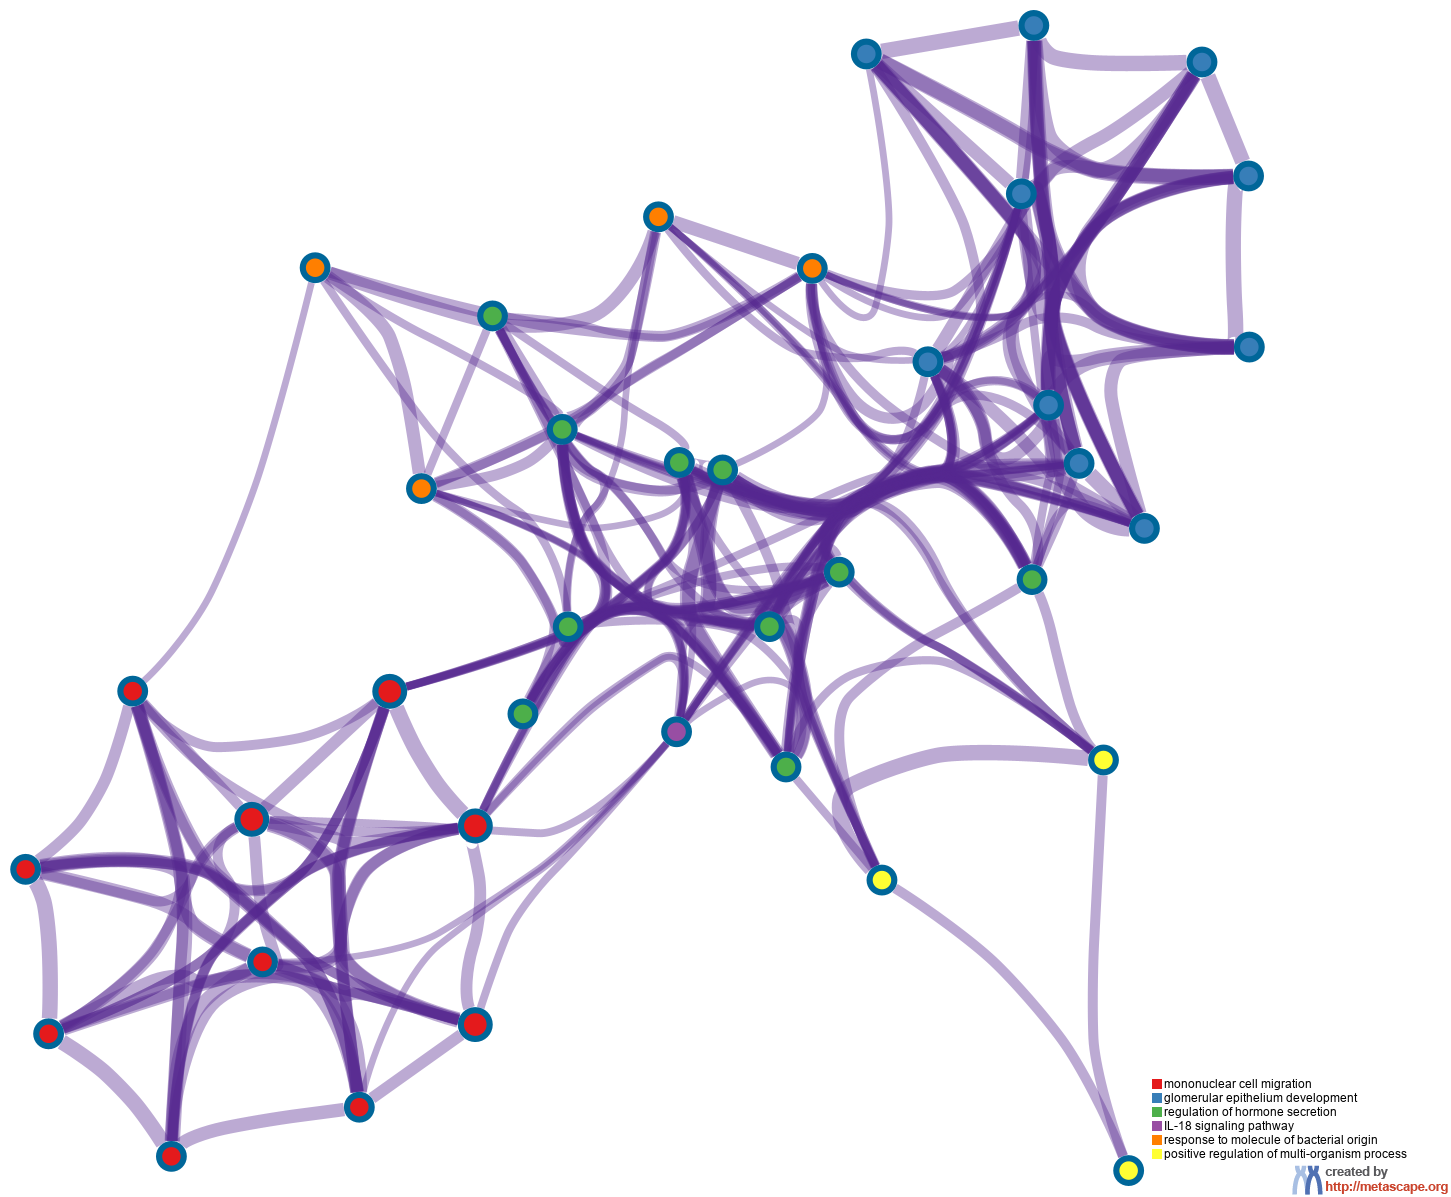 mononuclear cell migration
glomerular epithelium development
regulation of hormone secretion
IL-18 signaling pathway
response to molecule of bacterial origin
positive regulation of multi-organism process
created by
http://metascape.org